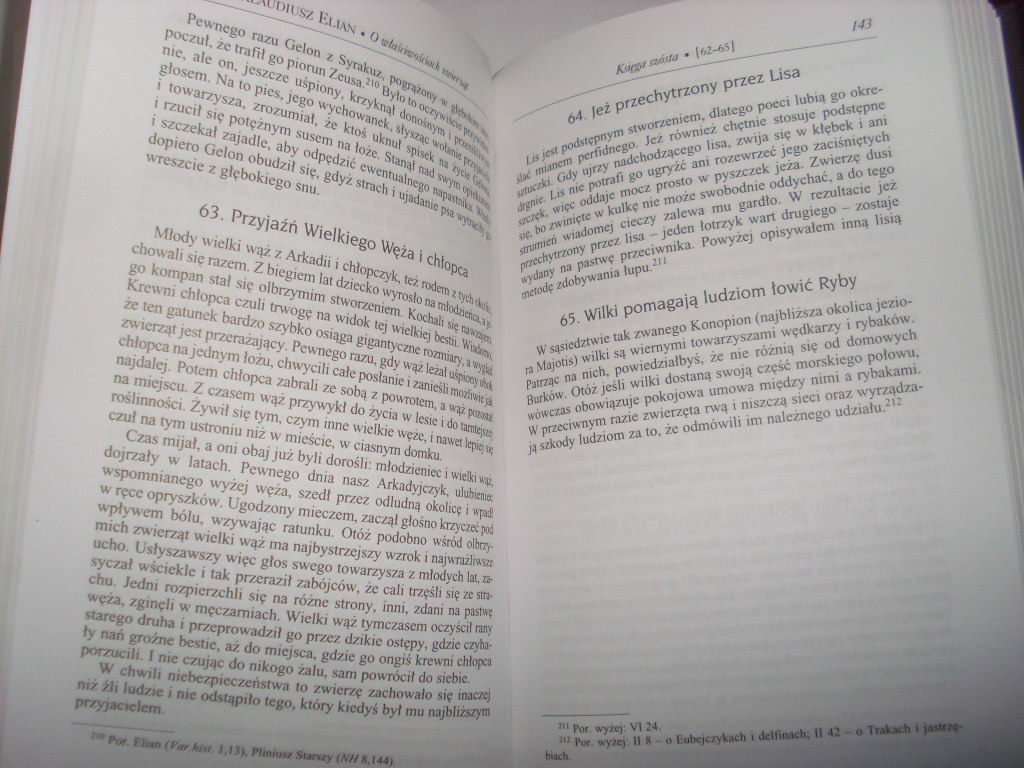 KLAUDIUSZ ELIAN • O właściwościach zwierząt
Pewnego razu Gelon z Syrakuz, pogrążony w głębokim
poczuł, że trafił go piorun Zeusa.210 Było to oczywiście
nie, ale on, jeszcze uśpiony, krzyknął donośnym i
głosem. Na to pies, jego wychowanek, słysząc wołanie
i towarzysza, zrozumiał, że ktoś uknuł spisek na życie Gelona
i rzucił się potężnym susem na łoże. Stanął nad swym opiekunem
i szczekał zajadle, aby odpędzić ewentualnego napastnika.
dopiero Gelon obudził się, gdyż strach i ujadanie psa wytrąciły go
wreszcie z głębokiego snu.
63. Przyjaźń Wielkiego Węża i chłopca
Młody wielki wąż z Arkadii i chłopczyk, też rodem z tych okolic,
chowali się razem. Z biegiem lat dziecko wyrosło na młodzieńca, a je-
go kompan stał się olbrzymim stworzeniem. Kochali się nawzajem.
Krewni chłopca czuli trwogę na widok tej wielkiej bestii. Wiadomo,
że ten gatunek bardzo szybko osiąga gigantyczne rozmiary, a wygląd
zwierząt jest przerażający. Pewnego razu, gdy wąż leżał uśpiony obok
chłopca na jednym łożu, chwycili całe posłanie i zanieśli możliwie jak
najdalej. Potem chłopca zabrali ze sobą z powrotem, a wąż pozostał
na miejscu. Z czasem wąż przywykł do życia w lesie i do tamtejszej
roślinności. Żywił się tym, czym inne wielkie węże, i nawet lepiej się
czuł na tym ustroniu niż w mieście, w ciasnym domku.
Czas mijał, a oni obaj już byli dorośli: młodzieniec i wielki wąż,
dojrzały w latach. Pewnego dnia nasz Arkadyjczyk, ulubieniec
wspomnianego wyżej węża, szedł przez odludną okolicę i wpadł
w ręce opryszków. Ugodzony mieczem, zaczął głośno krzyczeć pod
wpływem bólu, wzywając ratunku. Otóż podobno wśród olbrzy-
mich zwierząt wielki wąż ma najbystrzejszy wzrok i najwrażliwsze
ucho. Usłyszawszy więc głos swego towarzysza z młodych lat, za-
syczał wściekle i tak przeraził zabójców, że cali trzęśli się ze stra-
chu. Jedni rozpierzchli się na różne strony, inni, zdani na pastwę
węża, zginęli w męczarniach. Wielki wąż tymczasem oczyścił rany
starego druha i przeprowadził go przez dzikie ostępy, gdzie czyha-
ły nań groźne bestie, aż do miejsca, gdzie go ongiś krewni chłopca
porzucili. I nie czując do nikogo żalu, sam powrócił do siebie.
W chwili niebezpieczeństwa to zwierzę zachowało się inaczej
niż źli ludzie i nie odstąpiło tego, który kiedyś był mu najbliższym
przyjacielem.
210 Por. Elian (Var.hist. 1,13), Pliniusz Starszy (NH 8,144).
Księga szósta • [62–65]
143
64. Jeż przechytrzony przez Lisa
Lis jest podstępnym stworzeniem, dlatego poeci lubią go okre-
ślać mianem perfidnego. Jeż również chętnie stosuje podstępne
sztuczki. Gdy ujrzy nadchodzącego lisa, zwija się w kłębek i ani
drgnie. Lis nie potrafi go ugryźć ani rozewrzeć jego zaciśniętych
szczęk, więc oddaje mocz prosto w pyszczek jeża. Zwierzę dusi
się, bo zwinięte w kulkę nie może swobodnie oddychać, a do tego
strumień wiadomej cieczy zalewa mu gardło. W rezultacie jeż
przechytrzony przez lisa – jeden łotrzyk wart drugiego – zostaje
wydany na pastwę przeciwnika. Powyżej opisywałem inną lisią
metodę zdobywania łupu.211
65. Wilki pomagają ludziom łowić Ryby
W sąsiedztwie tak zwanego Konopion (najbliższa okolica jezio-
ra Majotis) wilki są wiernymi towarzyszami wędkarzy i rybaków.
Patrząc na nich, powiedziałbyś, że nie różnią się od domowych
Burków. Otóż jeśli wilki dostaną swoją część morskiego połowu,
wówczas obowiązuje pokojowa umowa między nimi a rybakami.
W przeciwnym razie zwierzęta rwą i niszczą sieci oraz wyrządza-
ją szkody ludziom za to, że odmówili im należnego udziału.212
211 Por. wyżej: VI 24.
212 Por. wyżej: II 8 – o Eubejczykach i delfinach; II 42 – o Trakach i jastrzę-
biach.